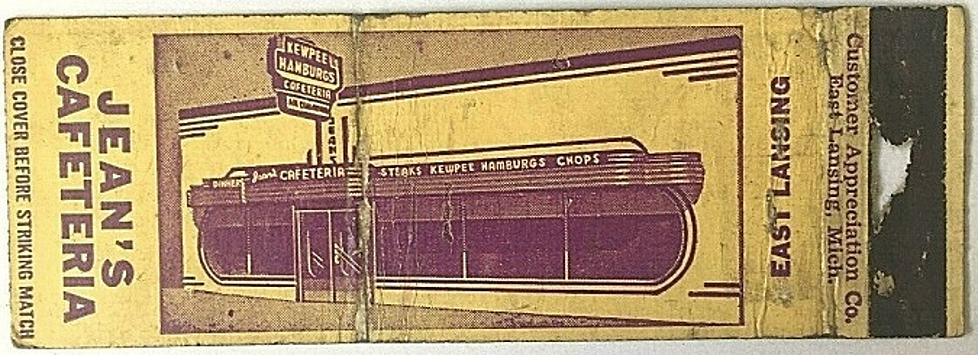 CLOSE COVER BEFORE STRIKING MATCH
JEAN'S
CAFETERIA
KEWPEE
HAMBURGS
CAFETERIA
DINNERS Jean's CAFETERIA STEAKS KEWPEE HAMBURGS CHOPS
EAST LANSING
Customer Appreciation Co.
East Lansing, Mich.